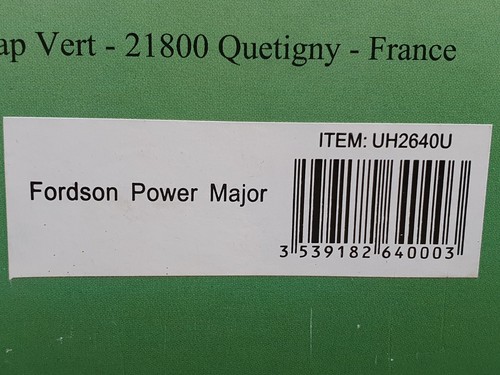 ap Vert - 21800 Quetigny - France
ITEM: UH2640U
Fordson Power Major
3 539182 640003